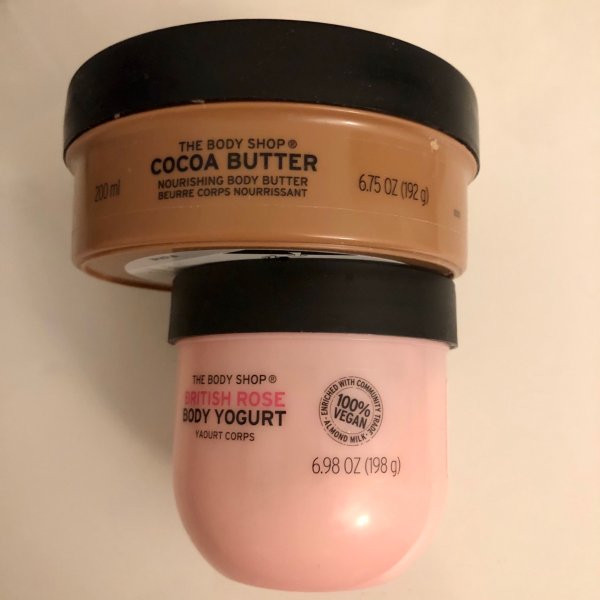 THE BODY SHOP®
COCOA BUTTER
NOURISHING BODY BUTTER
BEURRE CORPS NOURRISSANT
200 ml
6.75 OZ (192 g)
THE BODY SHOP®
BRITISH ROSE
BODY YOGURT
YAOURT CORPS
ENRICHED WITH COMMUNITY TRADE
100%
VEGAN
ALMOND MILK
6.98 OZ (198 g)